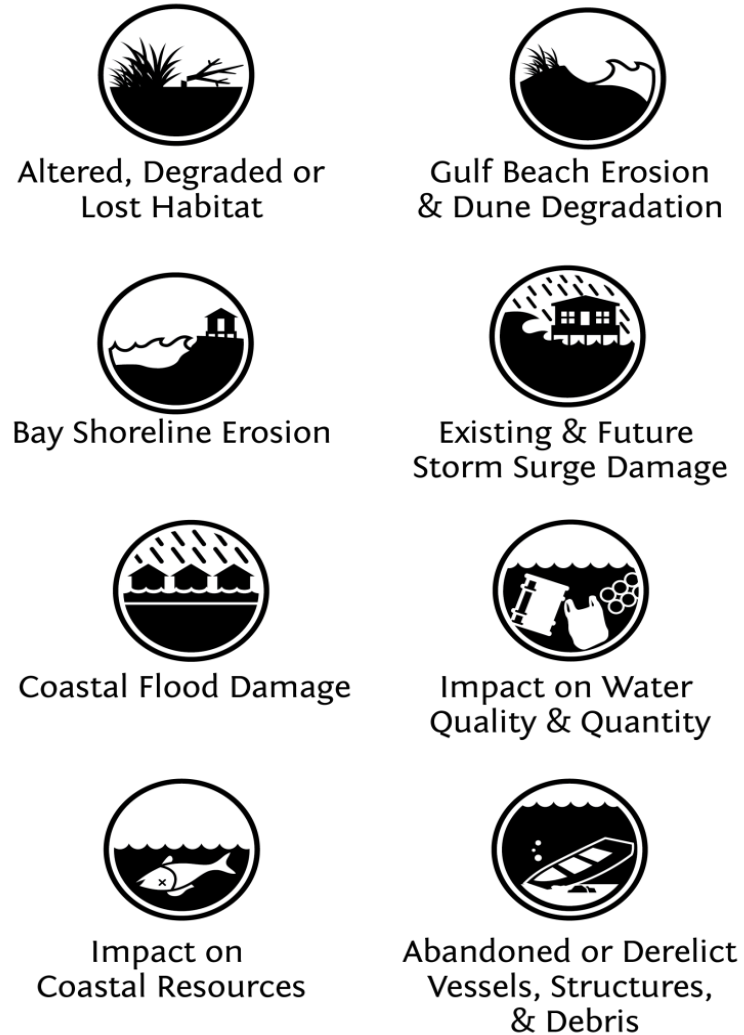 Altered, Degraded or
Lost Habitat
Gulf Beach Erosion
& Dune Degradation
Bay Shoreline Erosion
Existing & Future
Storm Surge Damage
Coastal Flood Damage
Impact on Water
Quality & Quantity
Impact on
Coastal Resources
Abandoned or Derelict
Vessels, Structures,
& Debris